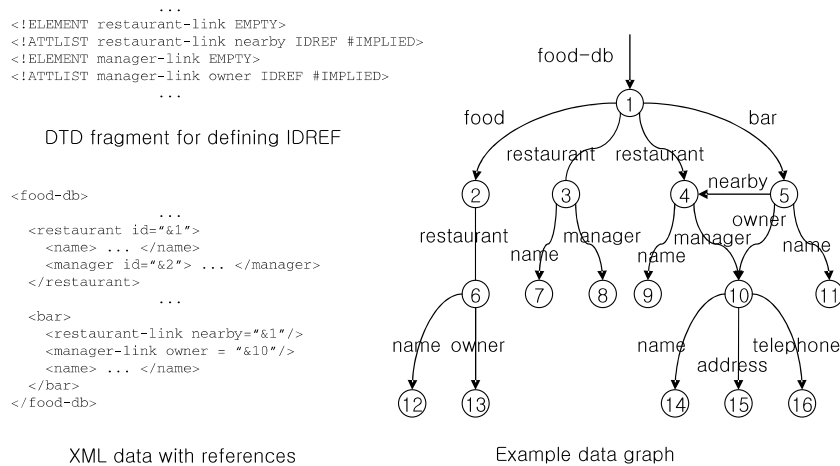 ...
<!ELEMENT restaurant-link EMPTY>
<!ATTLIST restaurant-link nearby IDREF #IMPLIED>
<!ELEMENT manager-link EMPTY>
<!ATTLIST manager-link owner IDREF #IMPLIED>
...
DTD fragment for defining IDREF
<food-db>
...
<restaurant id="&1">
<name> ... </name>
<manager id="&2"> ... </manager>
</restaurant>
...
<bar>
<restaurant-link nearby="&1"/>
<manager-link owner = "&10"/>
<name> ... </name>
</bar>
</food-db>
XML data with references
food-db
1
food bar
restaurant restaurant
2 3 4 nearby 5
restaurant name manager name manager owner name
6 7 8 9 10 11
name owner name address telephone
12 13 14 15 16
Example data graph